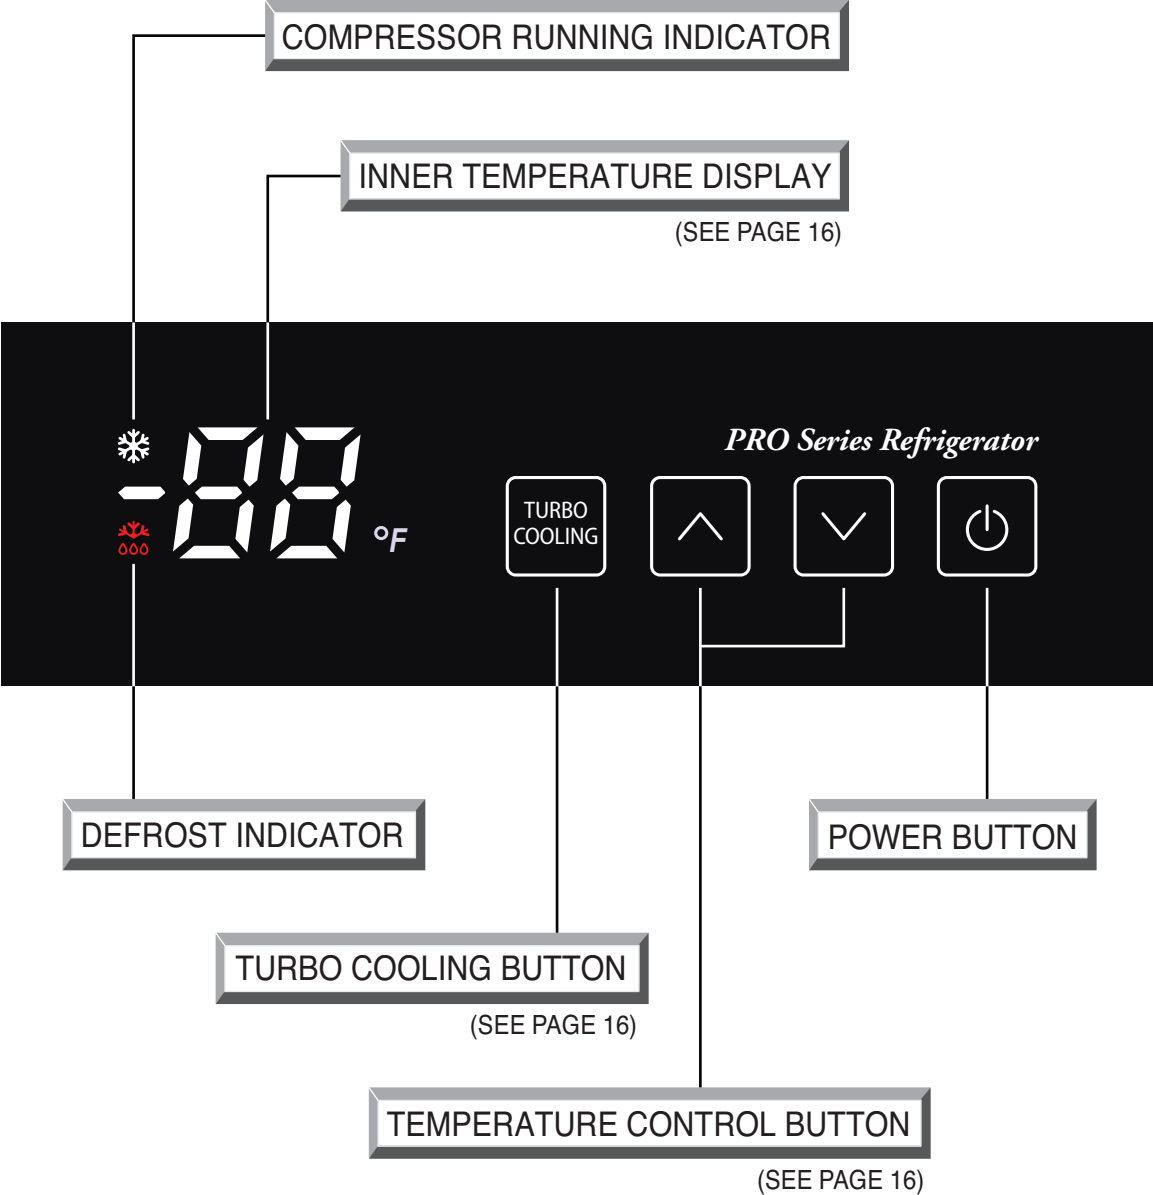 COMPRESSOR RUNNING INDICATOR
INNER TEMPERATURE DISPLAY
(SEE PAGE 16)
PRO Series Refrigerator
-88 °F
TURBO
COOLING
DEFROST INDICATOR
POWER BUTTON
TURBO COOLING BUTTON
(SEE PAGE 16)
TEMPERATURE CONTROL BUTTON
(SEE PAGE 16)